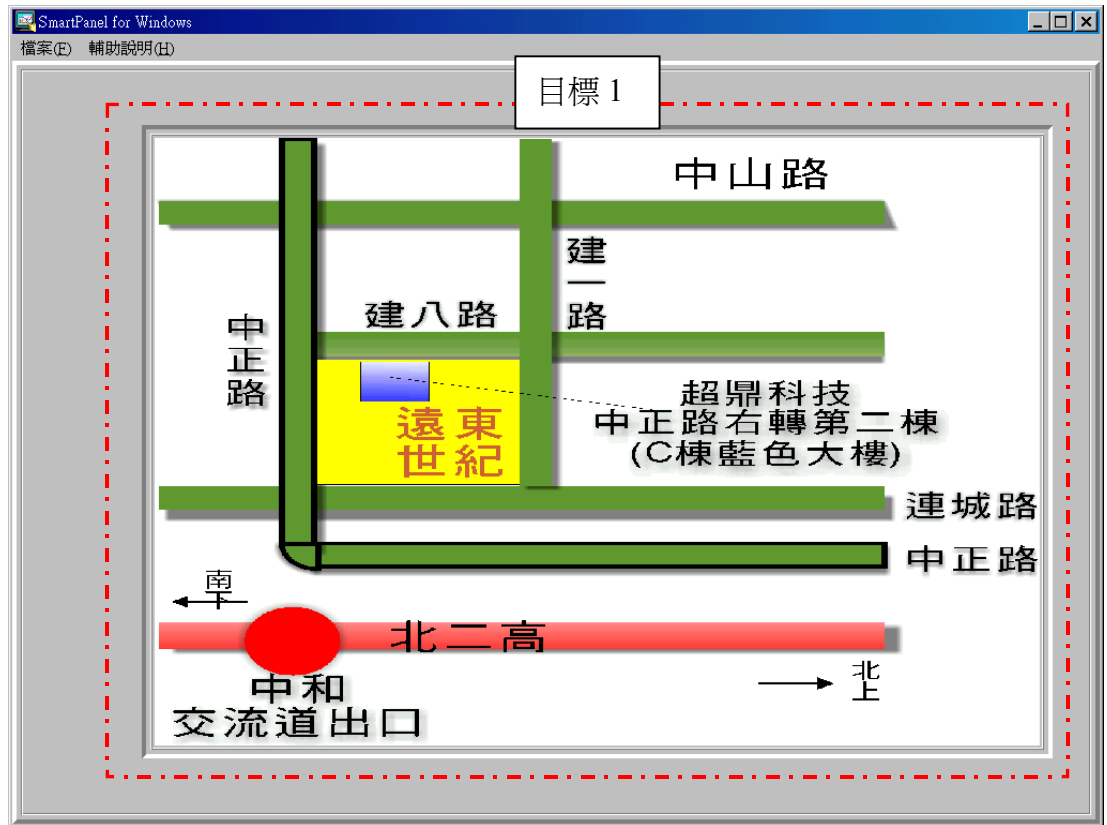 SmartPanel for Windows
檔案(F) 輔助說明(H)
目標 1
中山路
建一路
建八路
中正路
超鼎科技
中正路右轉第二棟
(C棟藍色大樓)
遠東
世紀
連城路
中正路
南下
北二高
北上
中和
交流道出口